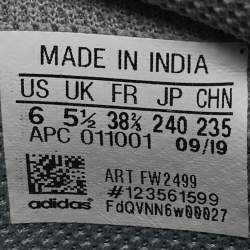 MADE IN INDIA
US UK FR JP CHN
6 5½ 38⅔ 240 235
APC 011001 09/19
ART FW2499
#123561599
adidas FdQVNN6w00027